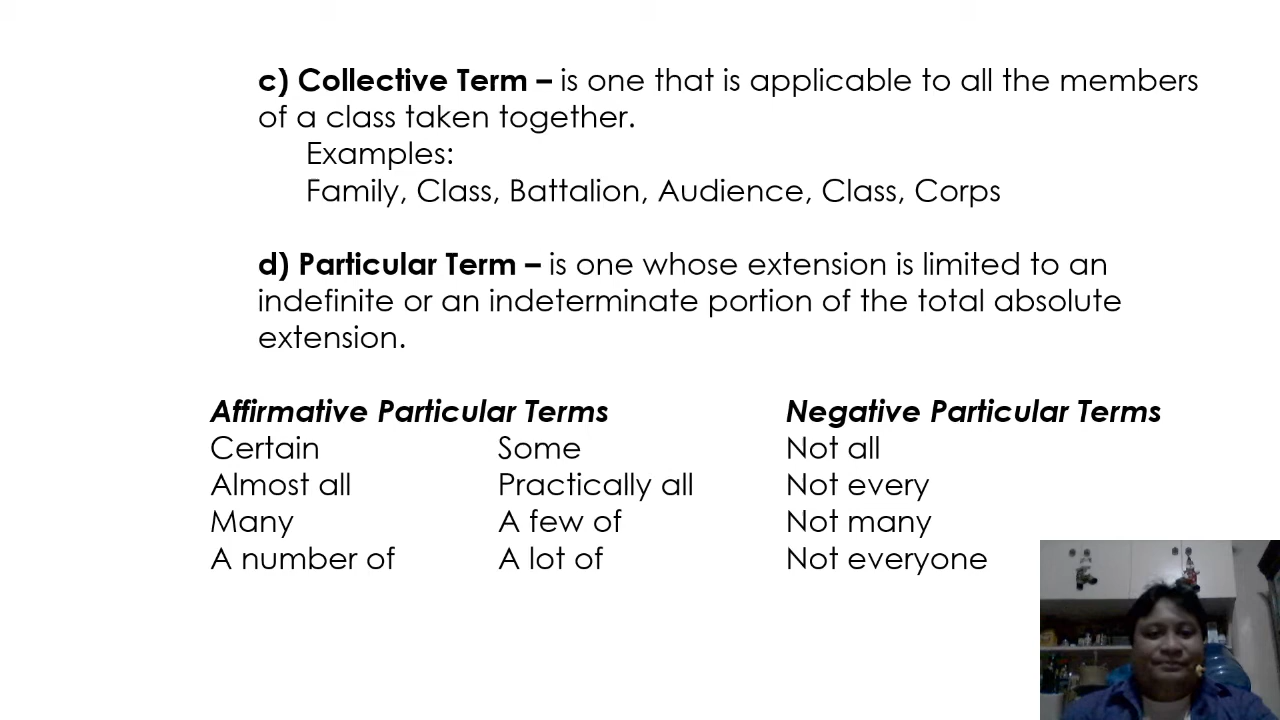 c) Collective Term – is one that is applicable to all the members
of a class taken together.
Examples:
Family, Class, Battalion, Audience, Class, Corps
d) Particular Term – is one whose extension is limited to an
indefinite or an indeterminate portion of the total absolute
extension.
Affirmative Particular Terms Negative Particular Terms
Certain Some Not all
Almost all Practically all Not every
Many A few of Not many
A number of A lot of Not everyone